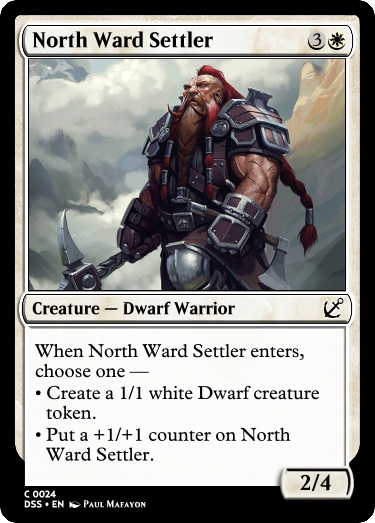 North Ward Settler 3
Creature — Dwarf Warrior
When North Ward Settler enters,
choose one —
• Create a 1/1 white Dwarf creature
token.
• Put a +1/+1 counter on North
Ward Settler.
2/4
C 0024
DSS • EN Paul Mafayon